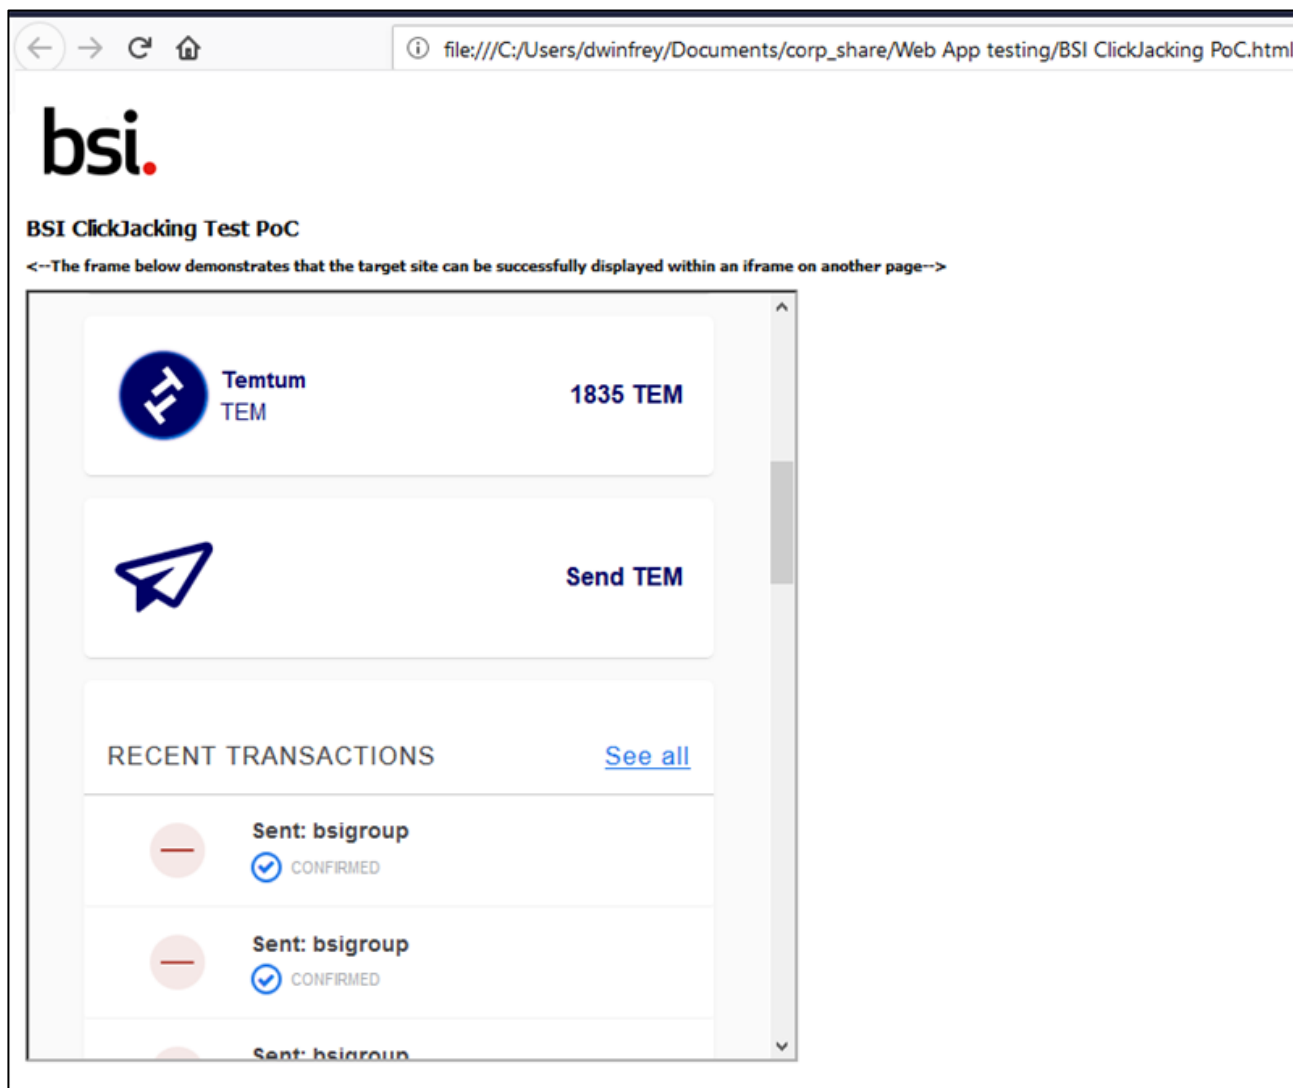 file:///C:/Users/dwinfrey/Documents/corp_share/Web App testing/BSI ClickJacking PoC.html
bsi.
BSI ClickJacking Test PoC
<--The frame below demonstrates that the target site can be successfully displayed within an iframe on another page-->
Temtum
TEM
1835 TEM
Send TEM
RECENT TRANSACTIONS See all
Sent: bsigroup
CONFIRMED
Sent: bsigroup
CONFIRMED
Sent: bsigroup